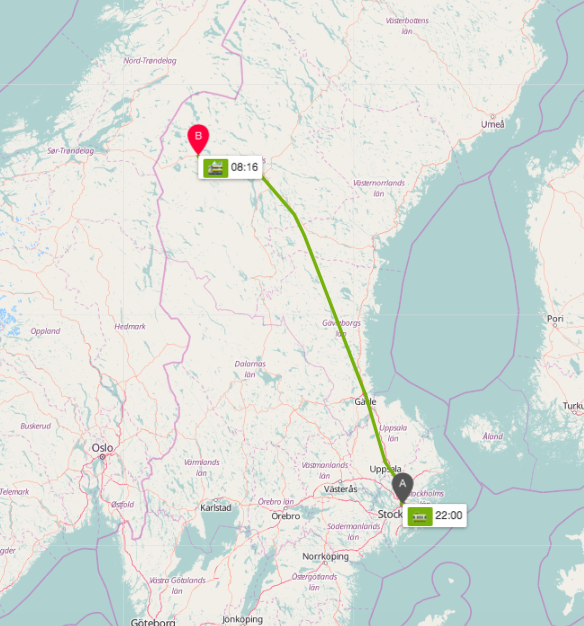 Västerbottens
län
Nord-Trøndelag
Umeå
B
Sør-Trøndelag
08:16
Västernorrlands
län
Pori
Gävleborgs
län
Oppland
Hedmark
Dalarnas
län
Gävle
Turku
Buskerud
Uppsala
län
Åland
Oslo
Värmlands
län
Västmanlands
län
Uppsala
A
Telemark
Västerås
Stockholms
Østfold
Karlstad
Örebro län
Örebro
Stock
22:00
Södermanlands
län
Norrköping
Västra Götalands
län
Östergötlands
län
Göteborg
Jönköping